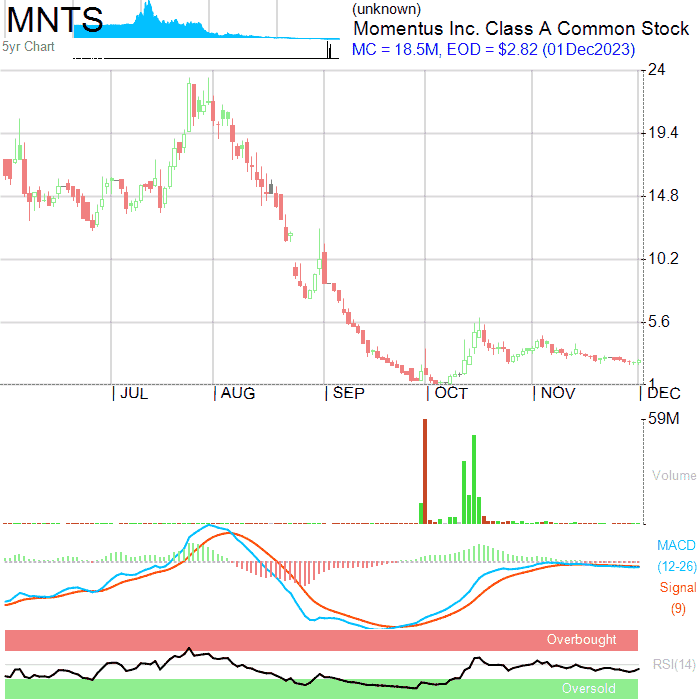 MNTS
5yr Chart
(unknown)
Momentus Inc. Class A Common Stock
MC = 18.5M, EOD = $2.82 (01Dec2023)
24
19.4
14.8
10.2
5.6
1
JUL AUG SEP OCT NOV DEC
59M
Volume
MACD
(12-26)
Signal
(9)
Overbought
RSI(14)
Oversold